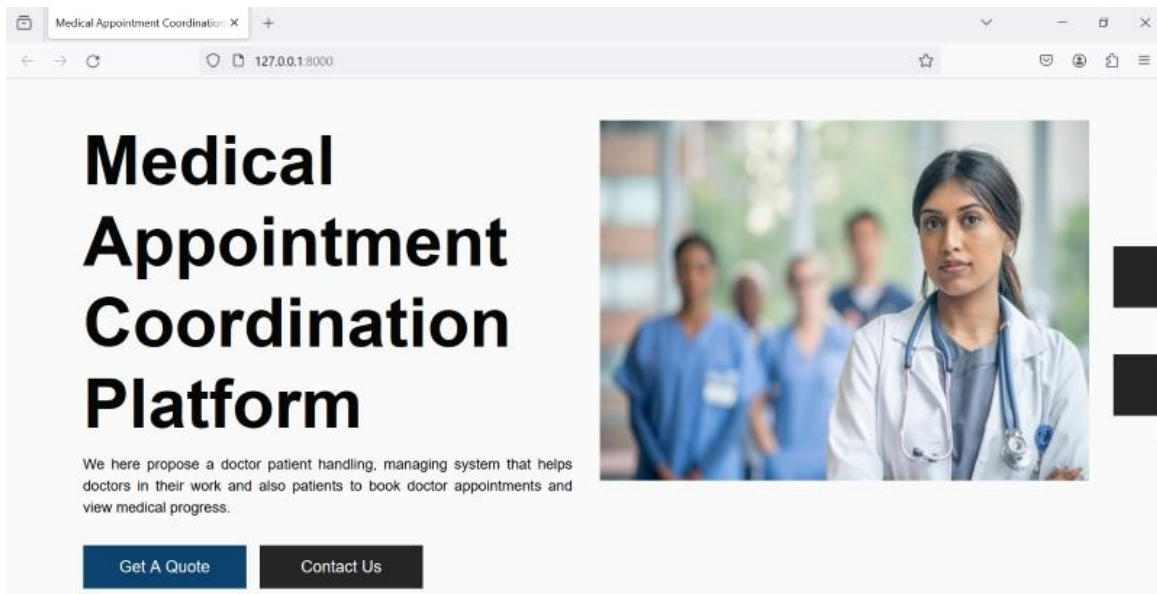 Medical Appointment Coordination
127.0.0.1:8000
Medical
Appointment
Coordination
Platform
We here propose a doctor patient handling, managing system that helps
doctors in their work and also patients to book doctor appointments and
view medical progress.
Get A Quote
Contact Us